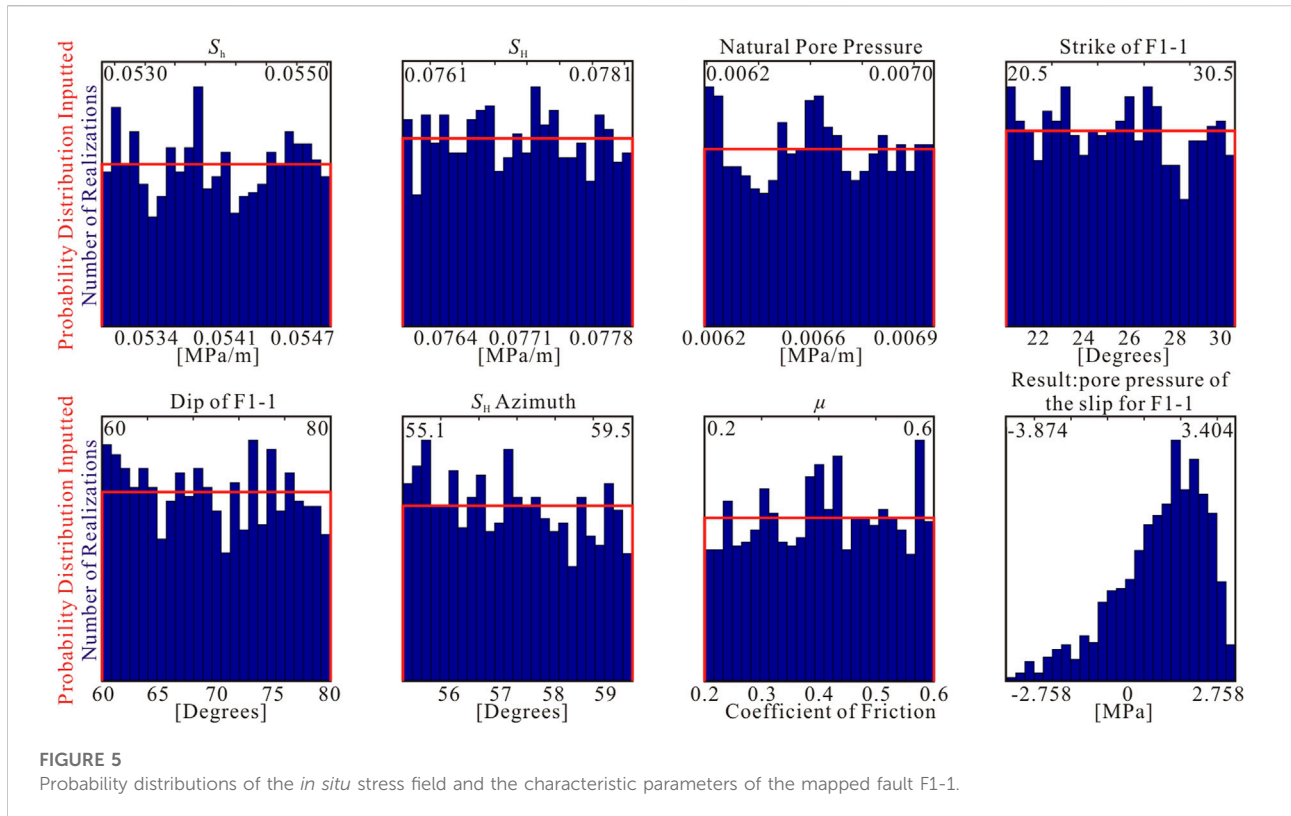 Sh
SH
Natural Pore Pressure
Strike of F1-1
Probability Distribution Inputted
Number of Realizations
0.0530 0.0550
0.0761 0.0781
0.0062 0.0070
20.5 30.5
0.0534 0.0541 0.0547
0.0764 0.0771 0.0778
0.0062 0.0066 0.0069
22 24 26 28 30
[MPa/m]
[MPa/m]
[MPa/m]
[Degrees]
Dip of F1-1
SH Azimuth
μ
Result:pore pressure of
the slip for F1-1
Probability Distribution Inputted
Number of Realizations
60 80
55.1 59.5
0.2 0.6
-3.874 3.404
60 65 70 75 80
56 57 58 59
0.2 0.3 0.4 0.5 0.6
-2.758 0 2.758
[Degrees]
[Degrees]
Coefficient of Friction
[MPa]
FIGURE 5
Probability distributions of the in situ stress field and the characteristic parameters of the mapped fault F1-1.